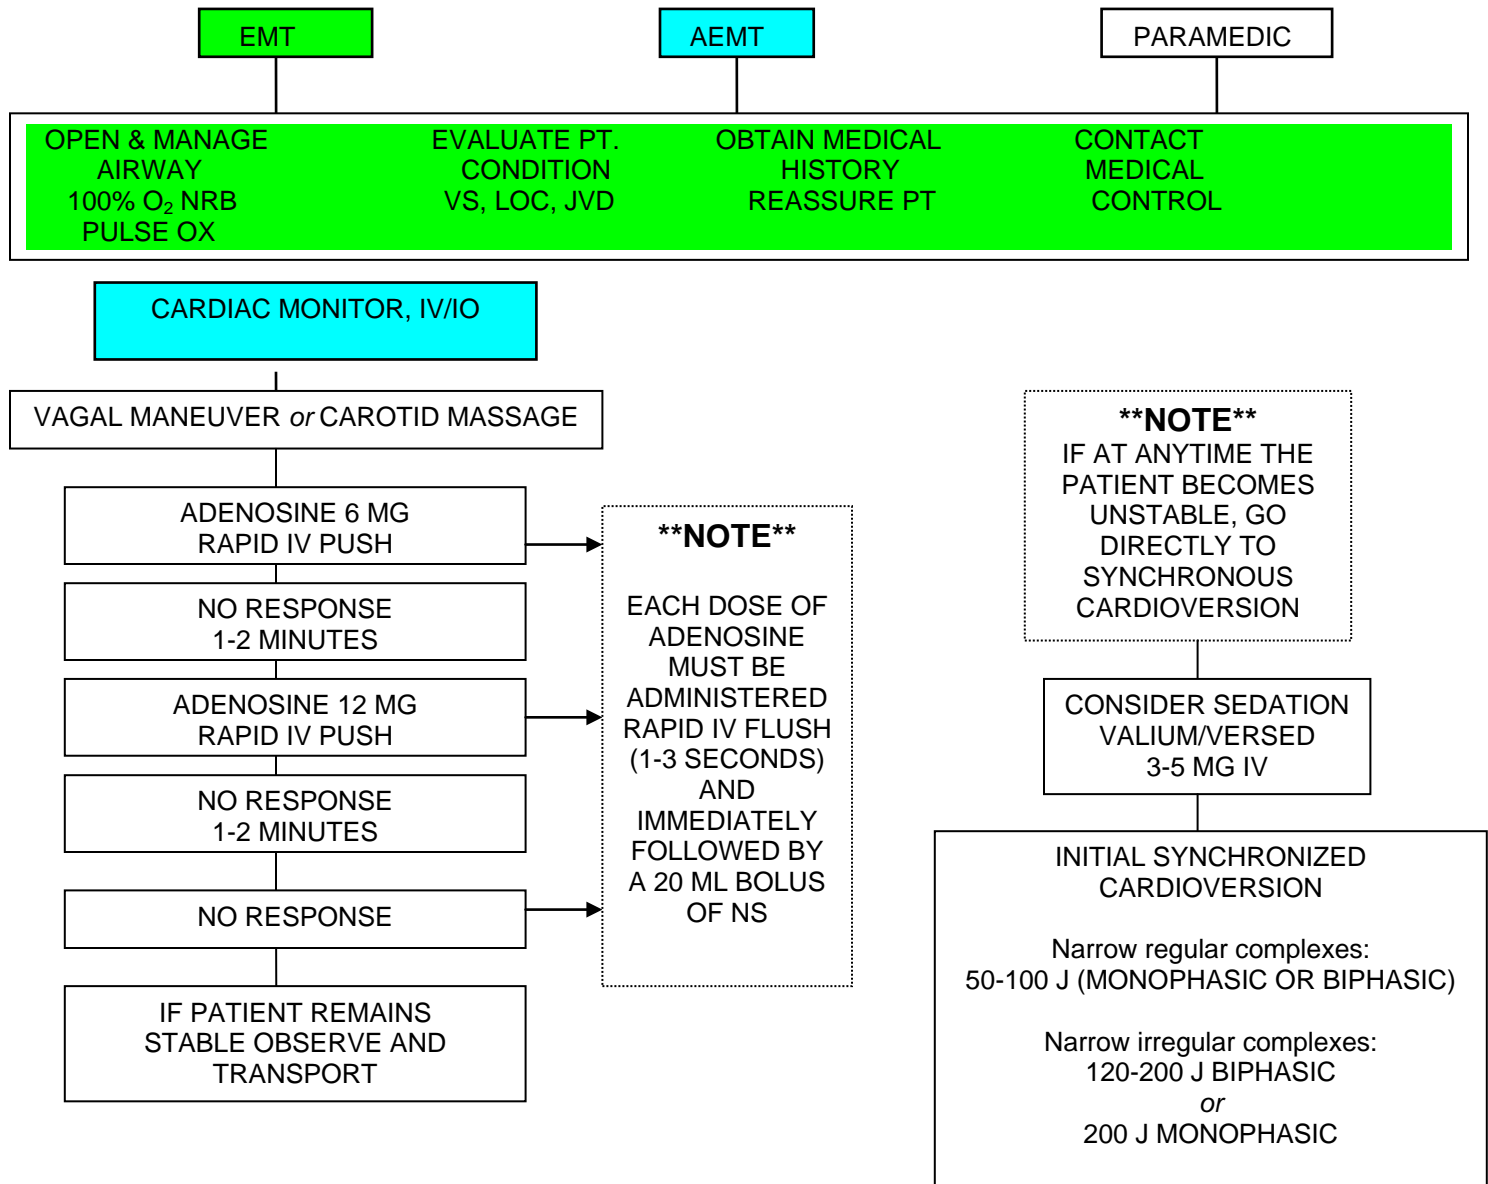 EMT
AEMT
PARAMEDIC
OPEN & MANAGE
AIRWAY
100% O₂ NRB
PULSE OX
EVALUATE PT.
CONDITION
VS, LOC, JVD
OBTAIN MEDICAL
HISTORY
REASSURE PT
CONTACT
MEDICAL
CONTROL
CARDIAC MONITOR, IV/IO
VAGAL MANEUVER or CAROTID MASSAGE
ADENOSINE 6 MG
RAPID IV PUSH
NO RESPONSE
1-2 MINUTES
ADENOSINE 12 MG
RAPID IV PUSH
NO RESPONSE
1-2 MINUTES
NO RESPONSE
IF PATIENT REMAINS
STABLE OBSERVE AND
TRANSPORT
**NOTE**
EACH DOSE OF
ADENOSINE
MUST BE
ADMINISTERED
RAPID IV FLUSH
(1-3 SECONDS)
AND
IMMEDIATELY
FOLLOWED BY
A 20 ML BOLUS
OF NS
**NOTE**
IF AT ANYTIME THE
PATIENT BECOMES
UNSTABLE, GO
DIRECTLY TO
SYNCHRONOUS
CARDIOVERSION
CONSIDER SEDATION
VALIUM/VERSED
3-5 MG IV
INITIAL SYNCHRONIZED
CARDIOVERSION
Narrow regular complexes:
50-100 J (MONOPHASIC OR BIPHASIC)
Narrow irregular complexes:
120-200 J BIPHASIC
or
200 J MONOPHASIC